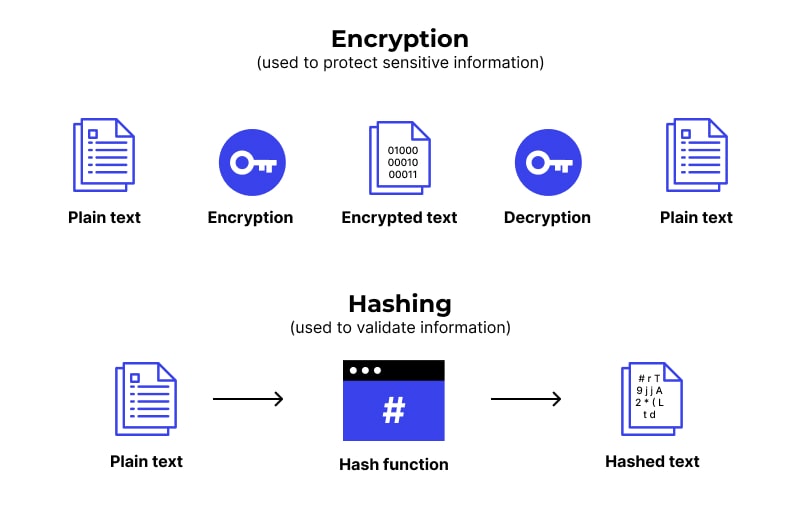 Encryption
(used to protect sensitive information)
01000
00010
00011
Plain text
Encryption
Encrypted text
Decryption
Plain text
Hashing
(used to validate information)
#
# r T
9 j j A
2 * ( L
t d
Plain text
Hash function
Hashed text